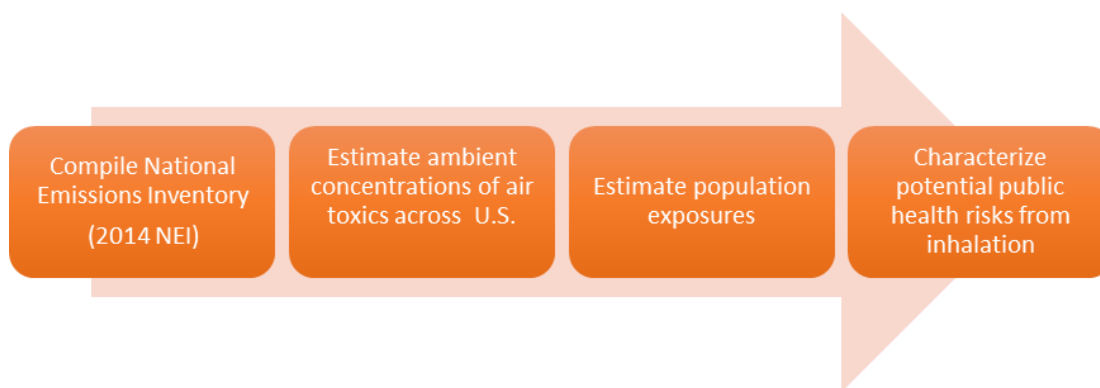 Compile National
Emissions Inventory
(2014 NEI)
Estimate ambient
concentrations of air
toxics across U.S.
Estimate population
exposures
Characterize
potential public
health risks from
inhalation